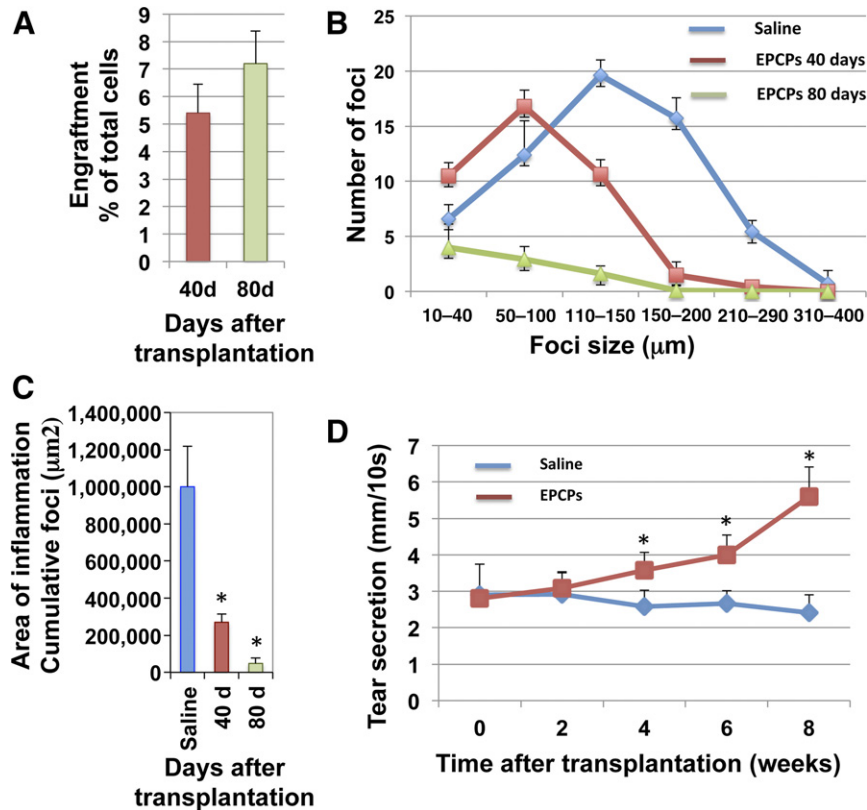 A
Engraftment
% of total cells
9
8
7
6
5
4
3
2
1
0
40d 80d
Days after
transplantation
B
Number of foci
25
20
15
10
5
0
Saline
EPCPs 40 days
EPCPs 80 days
10–40 50–100 110–150 150–200 210–290 310–400
Foci size (μm)
C
Area of inflammation
Cumulative foci (μm2)
1,400,000
1,200,000
1,000,000
800,000
600,000
400,000
200,000
0
* *
Saline 40 d 80 d
Days after
transplantation
D
Tear secretion (mm/10s)
7
6
5
4
3
2
1
0
Saline
EPCPs
* * *
0 2 4 6 8
Time after transplantation (weeks)